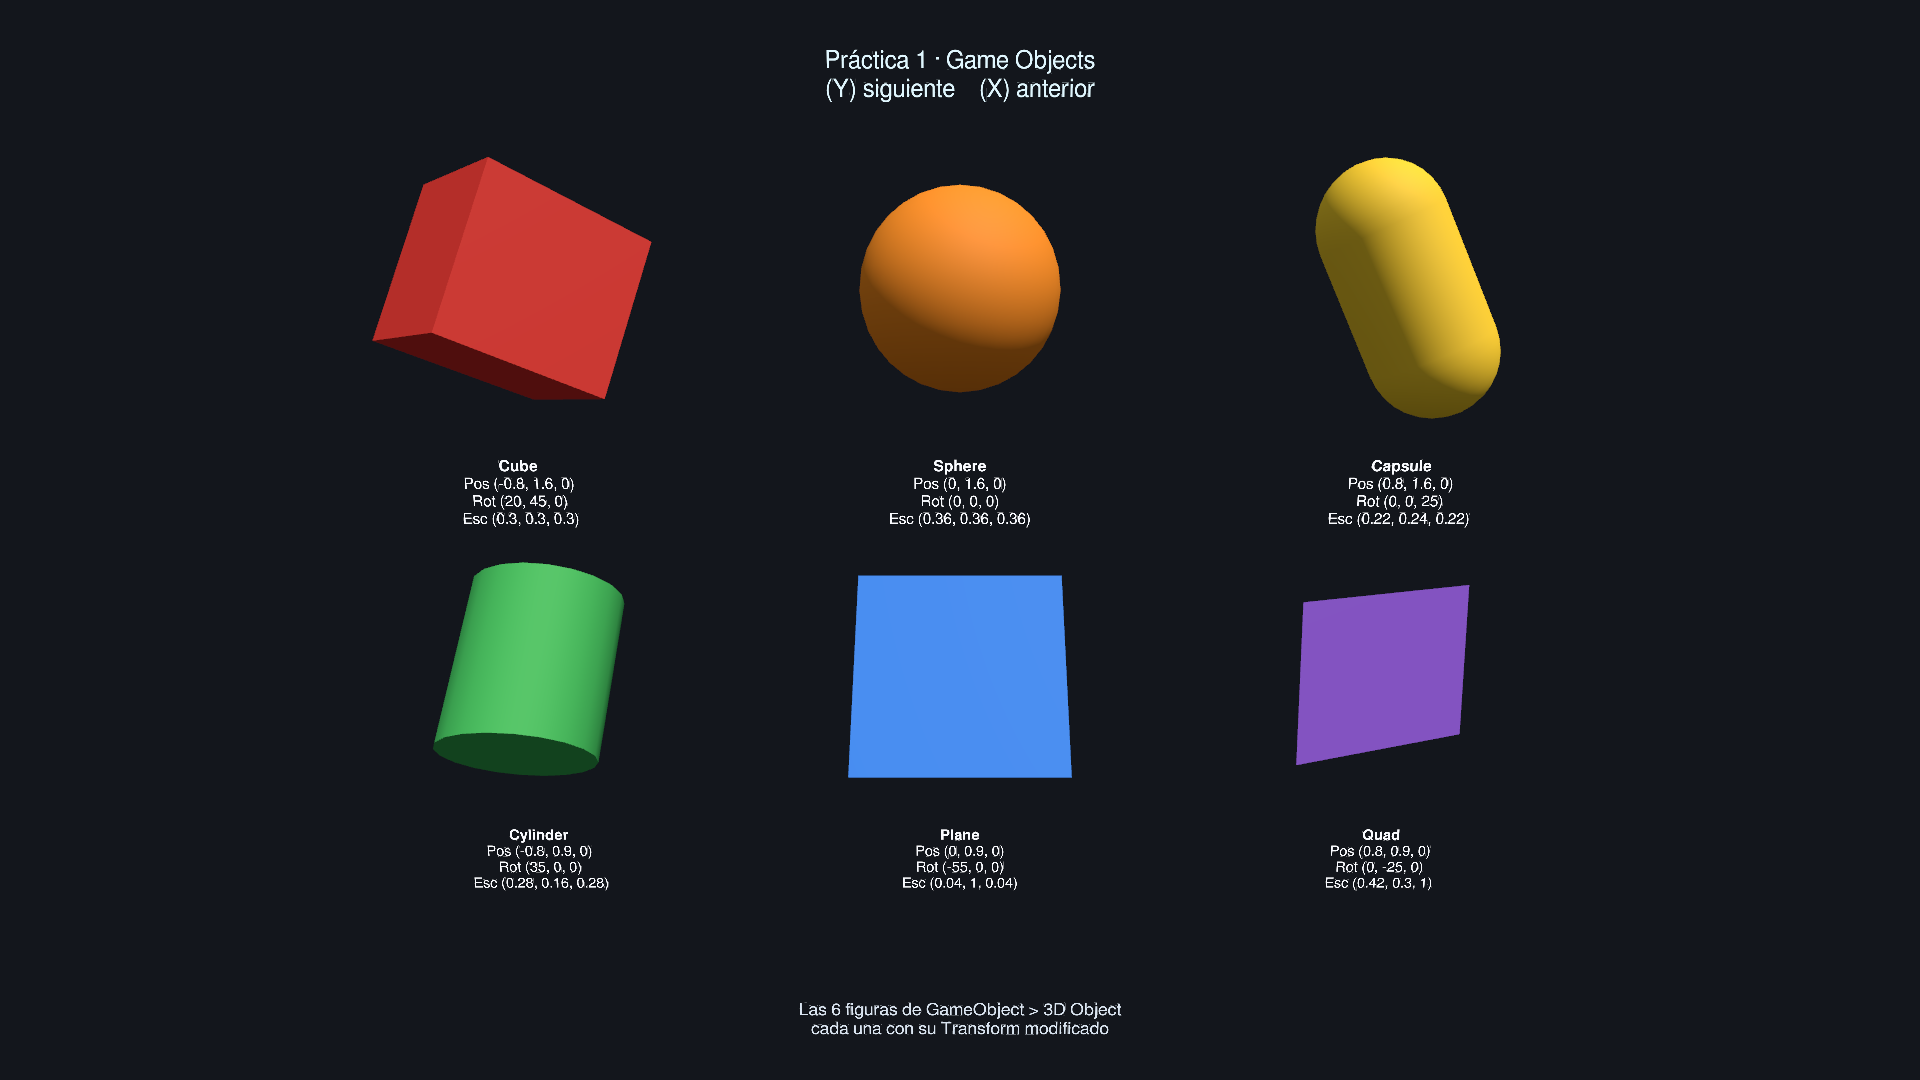 Práctica 1 · Game Objects
(Y) siguiente    (X) anterior
Cube
Pos (-0.8, 1.6, 0)
Rot (20, 45, 0)
Esc (0.3, 0.3, 0.3)
Sphere
Pos (0, 1.6, 0)
Rot (0, 0, 0)
Esc (0.36, 0.36, 0.36)
Capsule
Pos (0.8, 1.6, 0)
Rot (0, 0, 25)
Esc (0.22, 0.24, 0.22)
Cylinder
Pos (-0.8, 0.9, 0)
Rot (35, 0, 0)
Esc (0.28, 0.16, 0.28)
Plane
Pos (0, 0.9, 0)
Rot (-55, 0, 0)
Esc (0.04, 1, 0.04)
Quad
Pos (0.8, 0.9, 0)
Rot (0, -25, 0)
Esc (0.42, 0.3, 1)
Las 6 figuras de GameObject > 3D Object
cada una con su Transform modificado